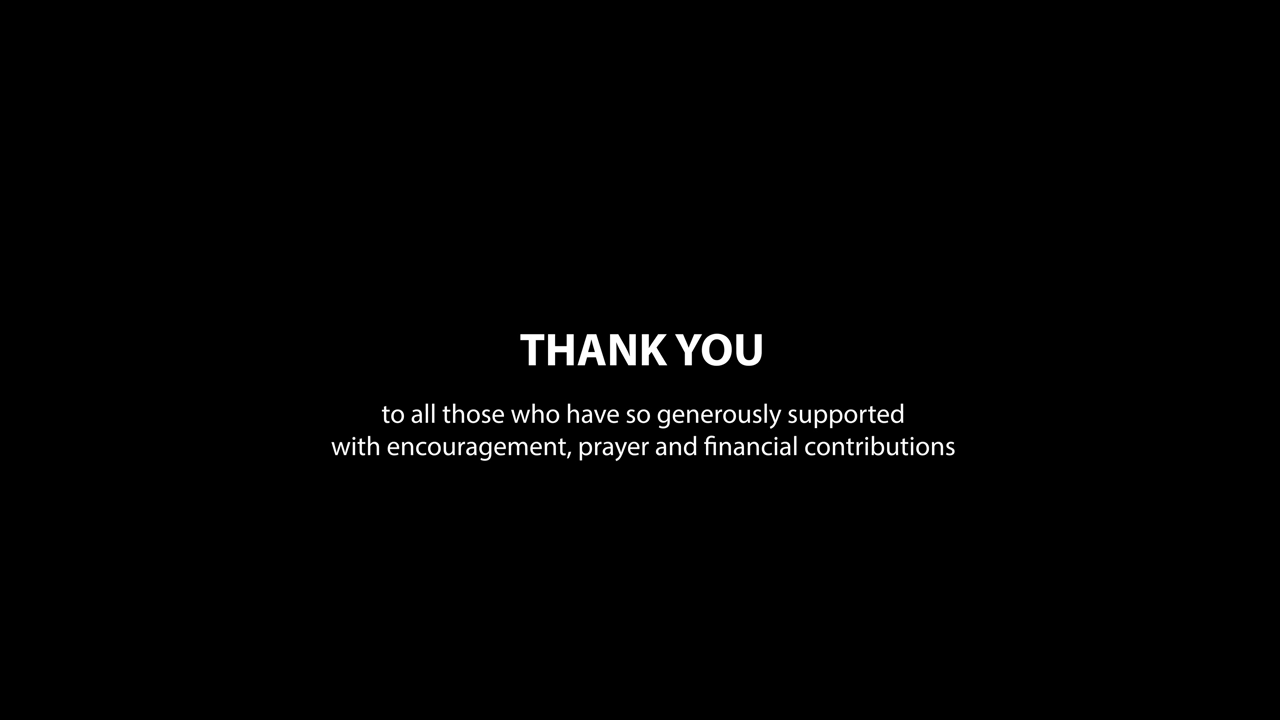 THANK YOU
to all those who have so generously supported
with encouragement, prayer and financial contributions